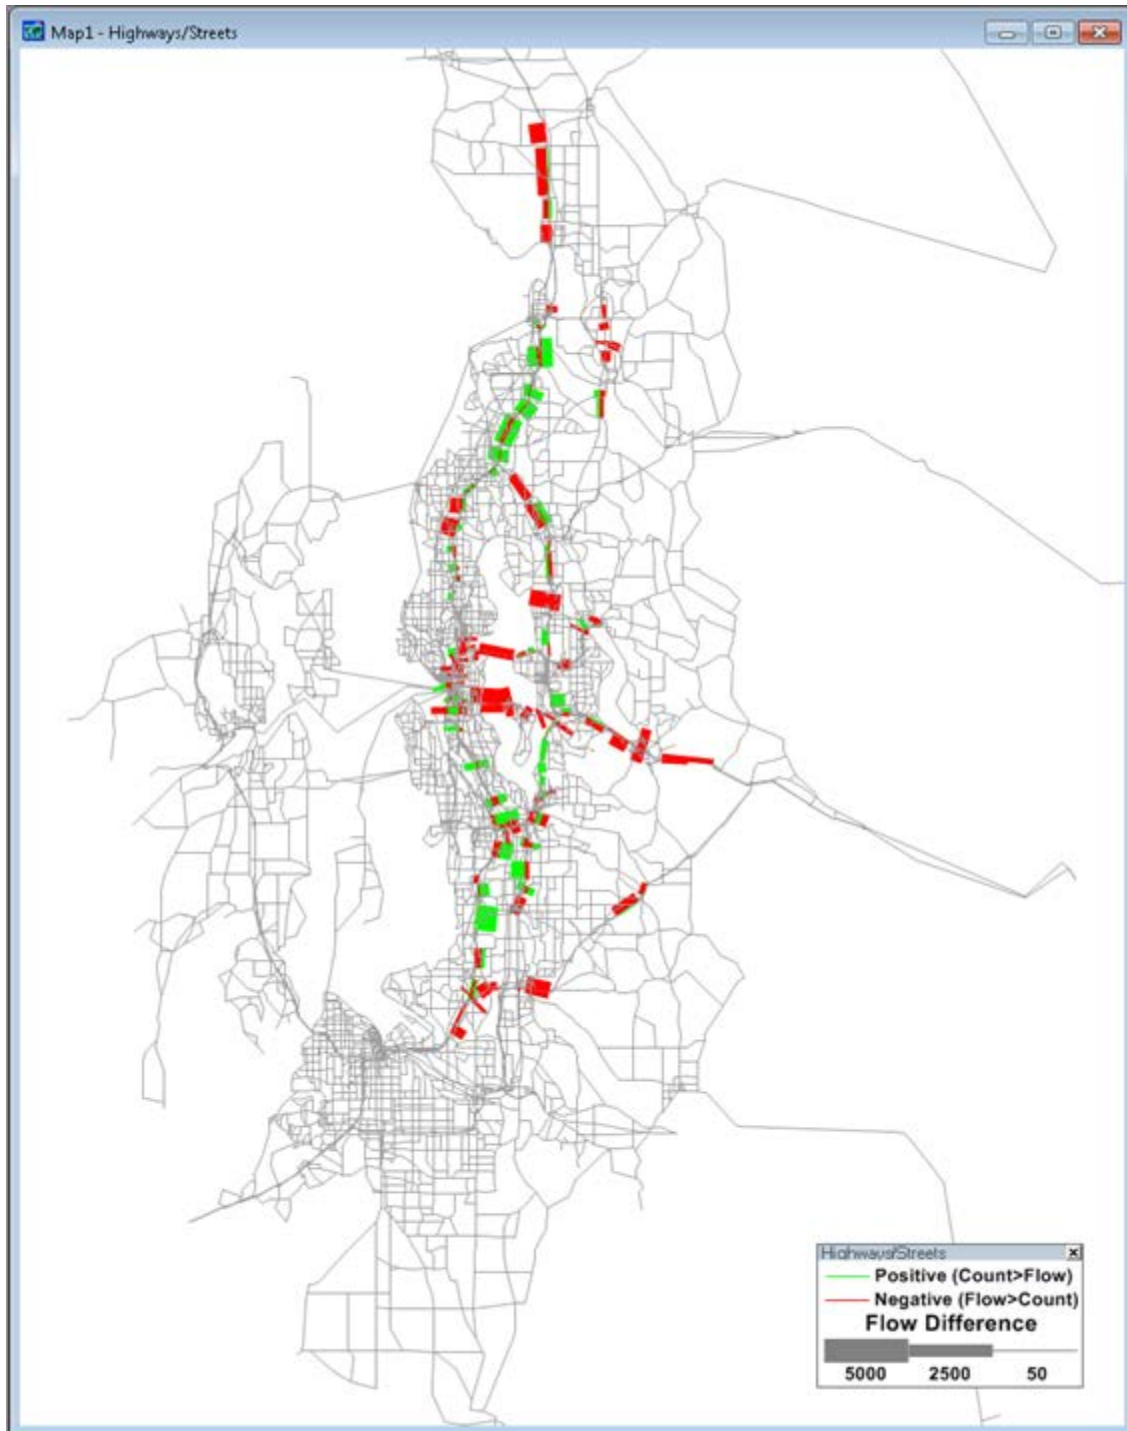 Map1 - Highways/Streets
Highways/Streets
Positive (Count>Flow)
Negative (Flow>Count)
Flow Difference
5000 2500 50